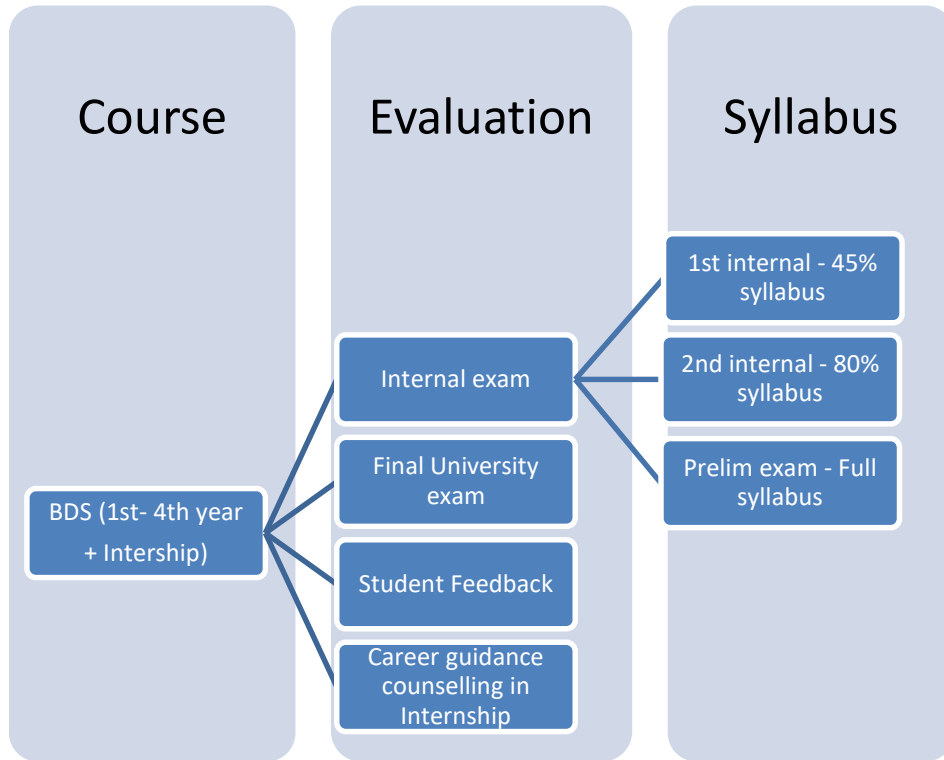 Course
Evaluation
Syllabus
BDS (1st- 4th year
+ Intership)
Internal exam
Final University
exam
Student Feedback
Career guidance
counselling in
Internship
1st internal - 45%
syllabus
2nd internal - 80%
syllabus
Prelim exam - Full
syllabus